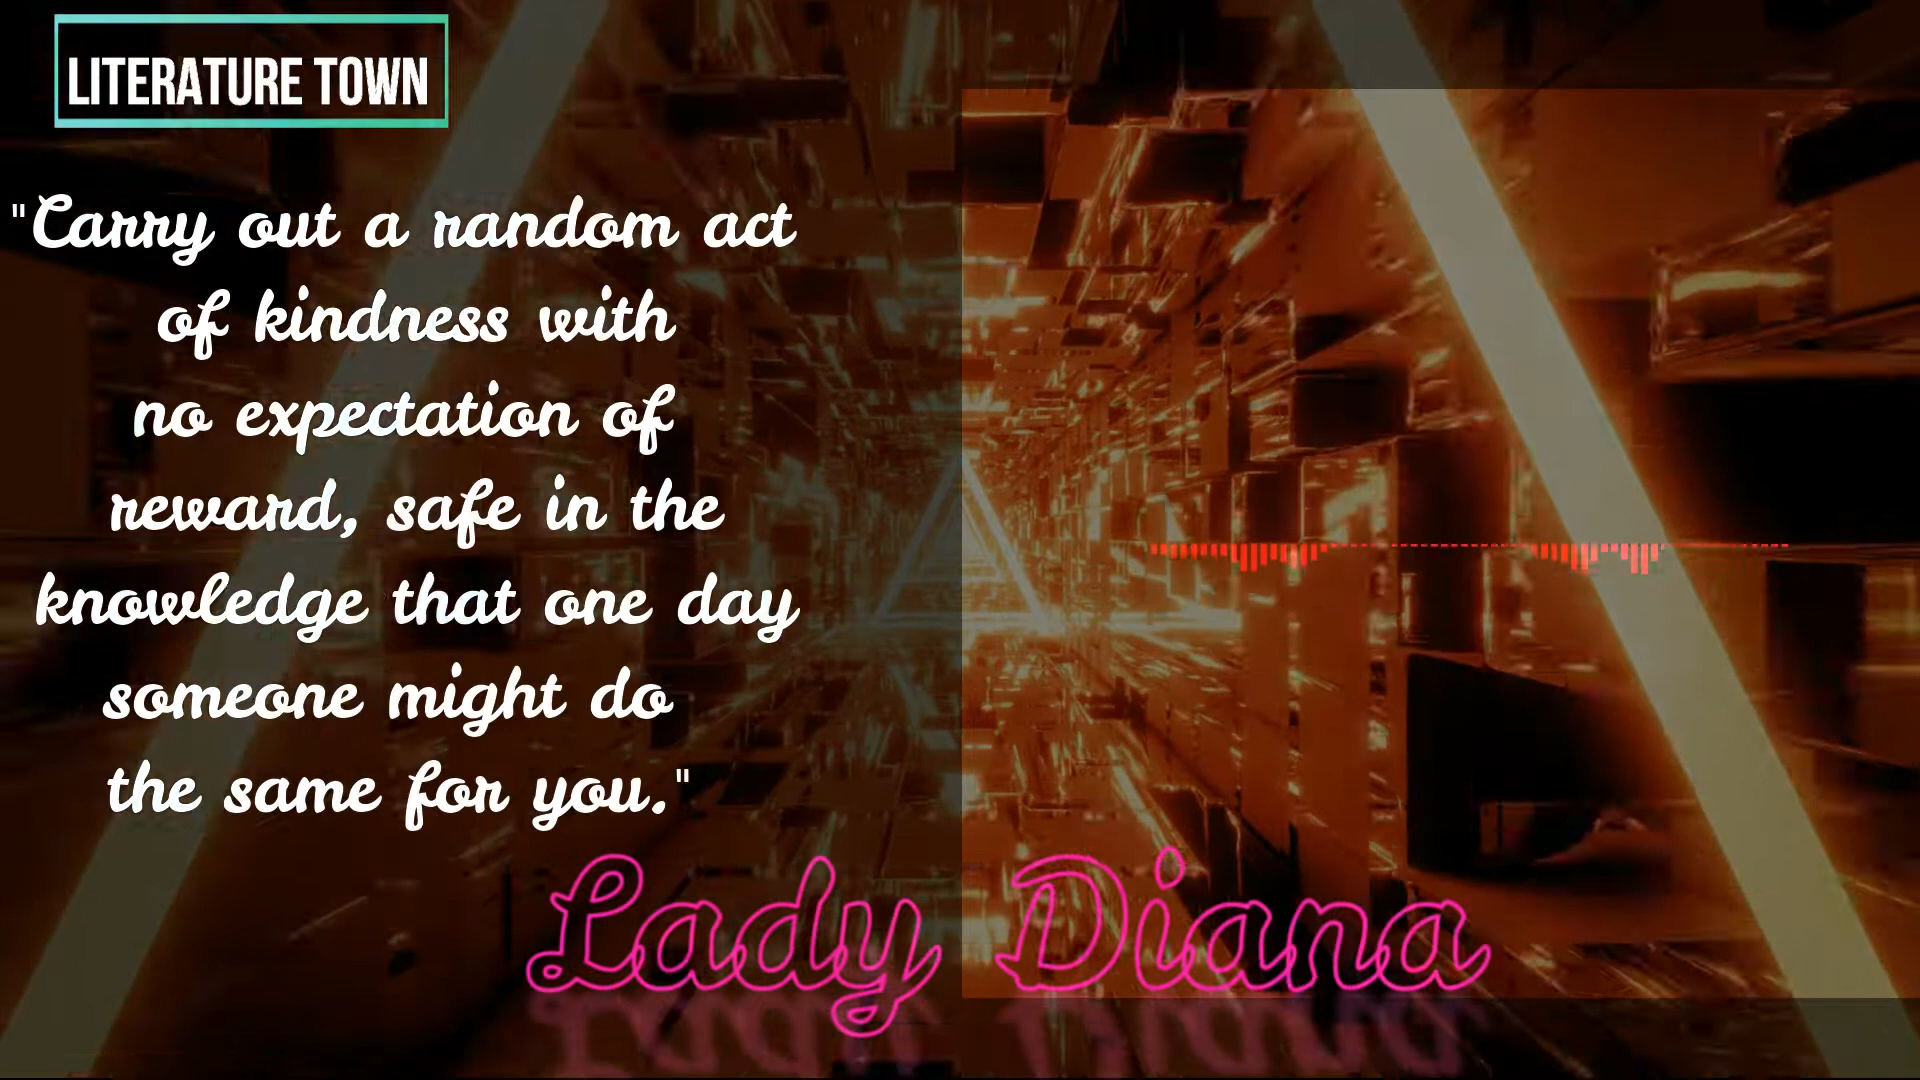 LITERATURE TOWN
"Carry out a random act
of kindness with
no expectation of
reward, safe in the
knowledge that one day
someone might do
the same for you."
Lady Diana